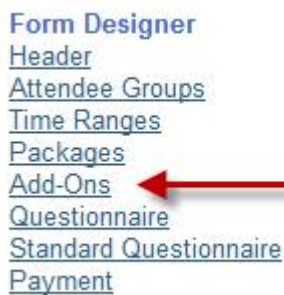 Form Designer
Header
Attendee Groups
Time Ranges
Packages
Add-Ons
Questionnaire
Standard Questionnaire
Payment